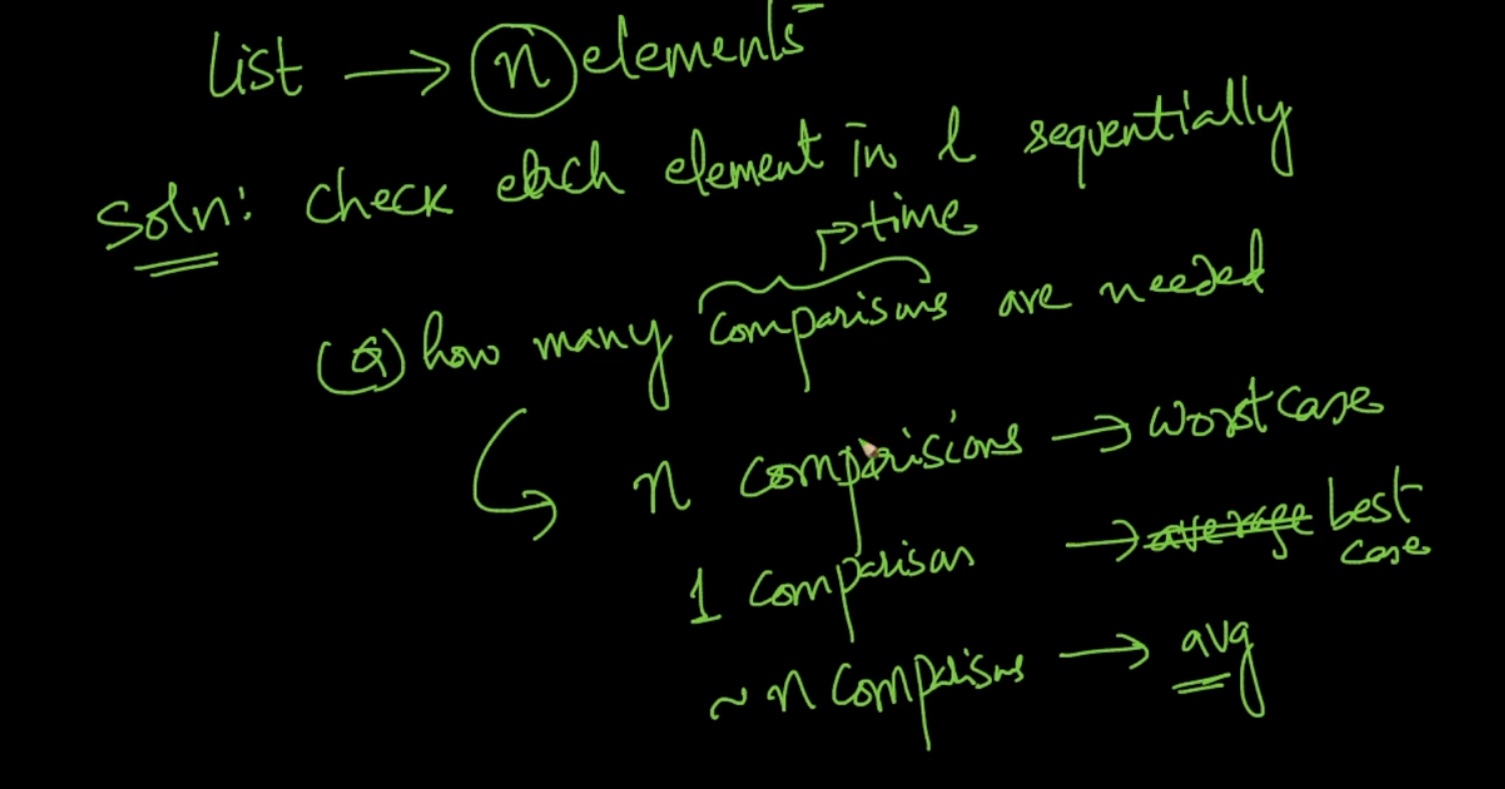 List → n elements
Soln: check each element in l sequentially
time
(Q) how many comparisons are needed
n comparisions → worst case
1 comparison → average best case
~ n comparisons → avg